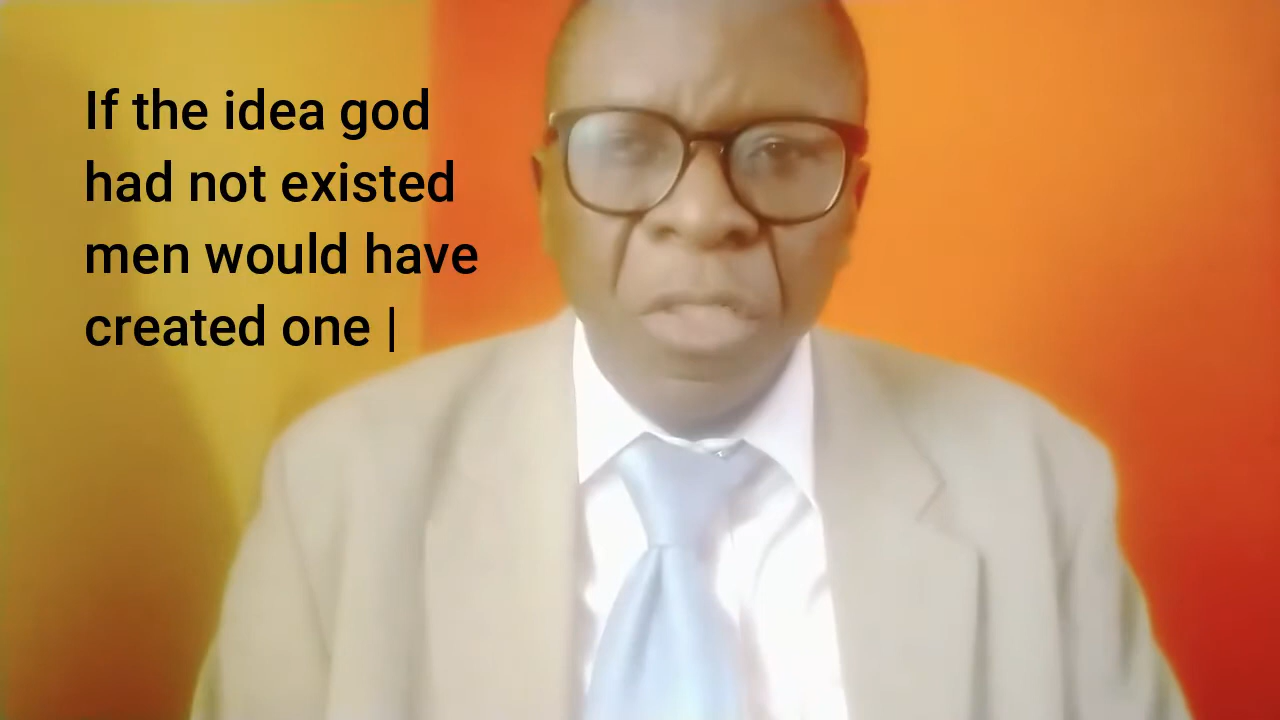 If the idea god
had not existed
men would have
created one |